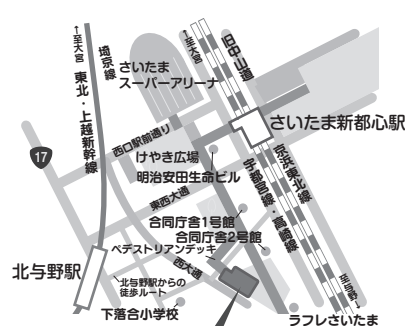 ←至大宮
埼京線
東北・上越新幹線
さいたま
スーパーアリーナ
←至大宮
旧中山道
17
西口駅前通り
さいたま新都心駅
けやき広場
明治安田生命ビル
京浜東北線
宇都宮線・高崎線
東西大通
合同庁舎1号館
合同庁舎2号館
ペデストリアンデッキ
西大通
北与野駅
北与野駅からの
徒歩ルート
下落合小学校
至与野→
ラフレさいたま